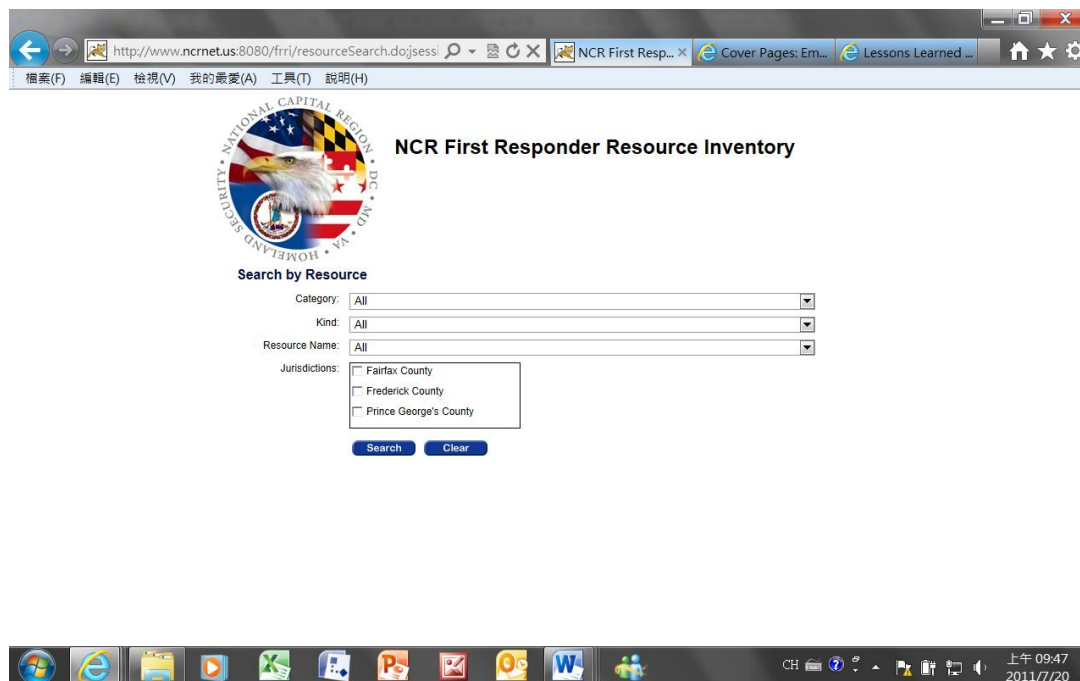 http://www.ncrnet.us:8080/frri/resourceSearch.do;jsessi
NCR First Resp...
Cover Pages: Em...
Lessons Learned ...
檔案(F) 編輯(E) 檢視(V) 我的最愛(A) 工具(T) 說明(H)
NATIONAL CAPITAL REGION • DC • MD • VA • HOMELAND SECURITY •
NCR First Responder Resource Inventory
Search by Resource
Category: All
Kind: All
Resource Name: All
Jurisdictions:
Fairfax County
Frederick County
Prince George's County
Search Clear
CH
上午 09:47
2011/7/20